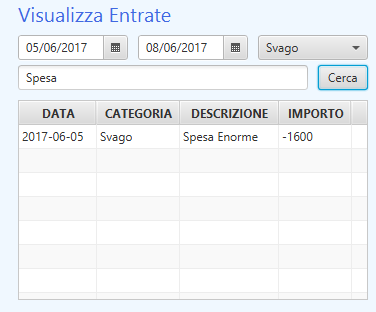 Visualizza Entrate
05/06/2017 08/06/2017 Svago
Spesa Cerca
DATA CATEGORIA DESCRIZIONE IMPORTO
2017-06-05 Svago Spesa Enorme -1600